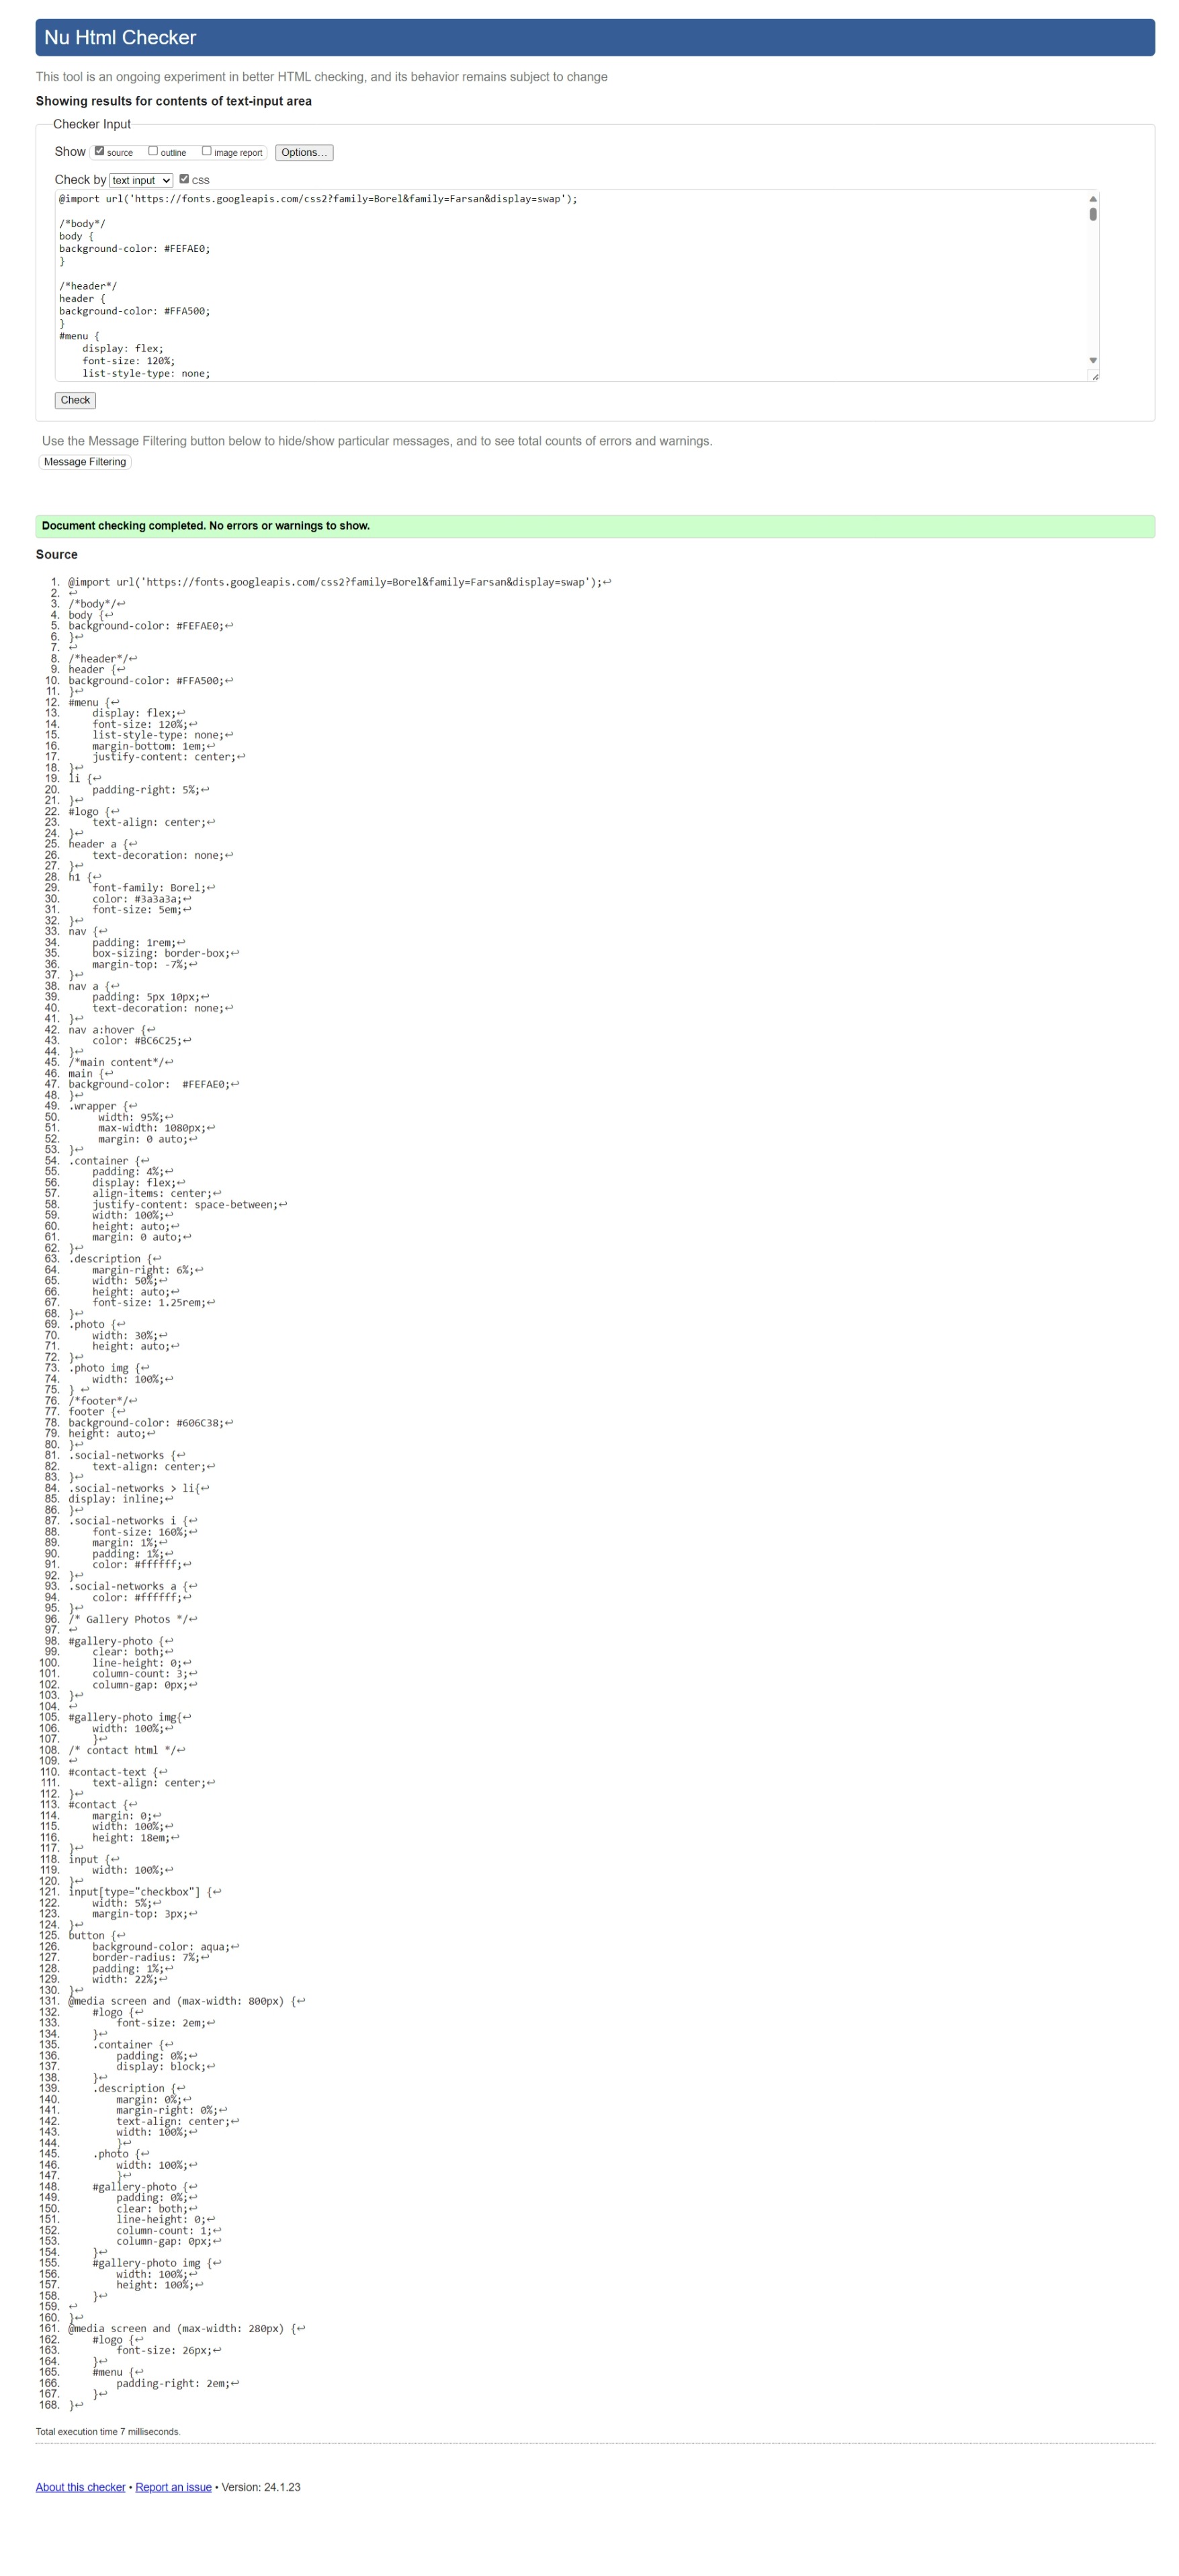 Nu Html Checker
This tool is an ongoing experiment in better HTML checking, and its behavior remains subject to change
Showing results for contents of text-input area
Checker Input
Show source outline image report Options...
Check by text input CSS
@import url('https://fonts.googleapis.com/css2?family=Borel&family=Farsan&display=swap');
/*body*/
body {
background-color: #FEFAE0;
}
/*header*/
header {
background-color: #FFA500;
}
#menu {
display: flex;
font-size: 120%;
list-style-type: none;
Check
Use the Message Filtering button below to hide/show particular messages, and to see total counts of errors and warnings.
Message Filtering
Document checking completed. No errors or warnings to show.
Source
1. @import url('https://fonts.googleapis.com/css2?family=Borel&family=Farsan&display=swap');↩
2. ↩
3. /*body*/↩
4. body {↩
5. background-color: #FEFAE0;↩
6. }↩
7. ↩
8. /*header*/↩
9. header {↩
10. background-color: #FFA500;↩
11. }↩
12. #menu {↩
13. display: flex;↩
14. font-size: 120%;↩
15. list-style-type: none;↩
16. margin-bottom: 1em;↩
17. justify-content: center;↩
18. }↩
19. li {↩
20. padding-right: 5%;↩
21. }↩
22. #logo {↩
23. text-align: center;↩
24. }↩
25. header a {↩
26. text-decoration: none;↩
27. }↩
28. h1 {↩
29. font-family: Borel;↩
30. color: #3a3a3a;↩
31. font-size: 5em;↩
32. }↩
33. nav {↩
34. padding: 1rem;↩
35. box-sizing: border-box;↩
36. margin-top: -7%;↩
37. }↩
38. nav a {↩
39. padding: 5px 10px;↩
40. text-decoration: none;↩
41. }↩
42. nav a:hover {↩
43. color: #BC6C25;↩
44. }↩
45. /*main content*/↩
46. main {↩
47. background-color:  #FEFAE0;↩
48. }↩
49. .wrapper {↩
50. width: 95%;↩
51. max-width: 1080px;↩
52. margin: 0 auto;↩
53. }↩
54. .container {↩
55. padding: 4%;↩
56. display: flex;↩
57. align-items: center;↩
58. justify-content: space-between;↩
59. width: 100%;↩
60. height: auto;↩
61. margin: 0 auto;↩
62. }↩
63. .description {↩
64. margin-right: 6%;↩
65. width: 50%;↩
66. height: auto;↩
67. font-size: 1.25rem;↩
68. }↩
69. .photo {↩
70. width: 30%;↩
71. height: auto;↩
72. }↩
73. .photo img {↩
74. width: 100%;↩
75. } ↩
76. /*footer*/↩
77. footer {↩
78. background-color: #606C38;↩
79. height: auto;↩
80. }↩
81. .social-networks {↩
82. text-align: center;↩
83. }↩
84. .social-networks > li{↩
85. display: inline;↩
86. }↩
87. .social-networks i {↩
88. font-size: 160%;↩
89. margin: 1%;↩
90. padding: 1%;↩
91. color: #ffffff;↩
92. }↩
93. .social-networks a {↩
94. color: #ffffff;↩
95. }↩
96. /* Gallery Photos */↩
97. ↩
98. #gallery-photo {↩
99. clear: both;↩
100. line-height: 0;↩
101. column-count: 3;↩
102. column-gap: 0px;↩
103. }↩
104. ↩
105. #gallery-photo img{↩
106. width: 100%;↩
107. }↩
108. /* contact html */↩
109. ↩
110. #contact-text {↩
111. text-align: center;↩
112. }↩
113. #contact {↩
114. margin: 0;↩
115. width: 100%;↩
116. height: 18em;↩
117. }↩
118. input {↩
119. width: 100%;↩
120. }↩
121. input[type="checkbox"] {↩
122. width: 5%;↩
123. margin-top: 3px;↩
124. }↩
125. button {↩
126. background-color: aqua;↩
127. border-radius: 7%;↩
128. padding: 1%;↩
129. width: 22%;↩
130. }↩
131. @media screen and (max-width: 800px) {↩
132. #logo {↩
133. font-size: 2em;↩
134. }↩
135. .container {↩
136. padding: 0%;↩
137. display: block;↩
138. }↩
139. .description {↩
140. margin: 0%;↩
141. margin-right: 0%;↩
142. text-align: center;↩
143. width: 100%;↩
144. }↩
145. .photo {↩
146. width: 100%;↩
147. }↩
148. #gallery-photo {↩
149. padding: 0%;↩
150. clear: both;↩
151. line-height: 0;↩
152. column-count: 1;↩
153. column-gap: 0px;↩
154. }↩
155. #gallery-photo img {↩
156. width: 100%;↩
157. height: 100%;↩
158. }↩
159. ↩
160. }↩
161. @media screen and (max-width: 280px) {↩
162. #logo {↩
163. font-size: 26px;↩
164. }↩
165. #menu {↩
166. padding-right: 2em;↩
167. }↩
168. }↩
Total execution time 7 milliseconds.
About this checker • Report an issue • Version: 24.1.23